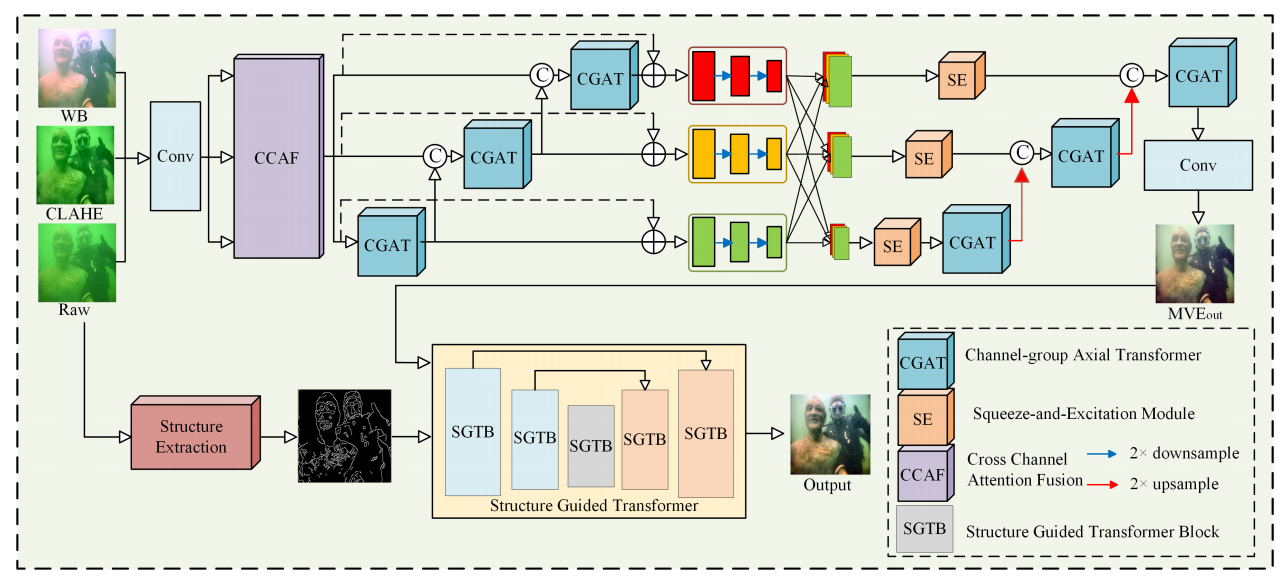 WB
CLAHE
Raw
Conv
CCAF
CGAT
C
CGAT
C
CGAT
SE
SE
SE
CGAT
C
CGAT
C
CGAT
Conv
MVEout
Structure
Extraction
SGTB
SGTB
SGTB
SGTB
SGTB
Structure Guided Transformer
Output
CGAT
Channel-group Axial Transformer
SE
Squeeze-and-Excitation Module
CCAF
Cross Channel
Attention Fusion
2× downsample
2× upsample
SGTB
Structure Guided Transformer Block